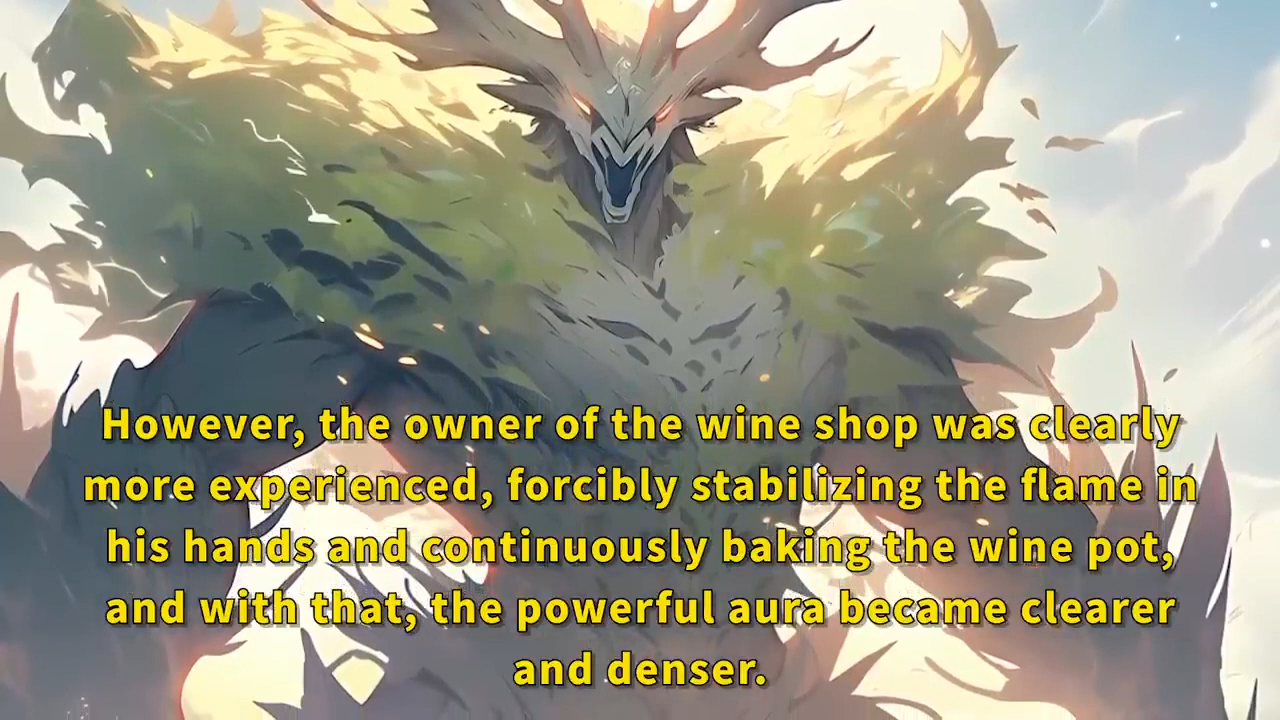 However, the owner of the wine shop was clearly
more experienced, forcibly stabilizing the flame in
his hands and continuously baking the wine pot,
and with that, the powerful aura became clearer
and denser.